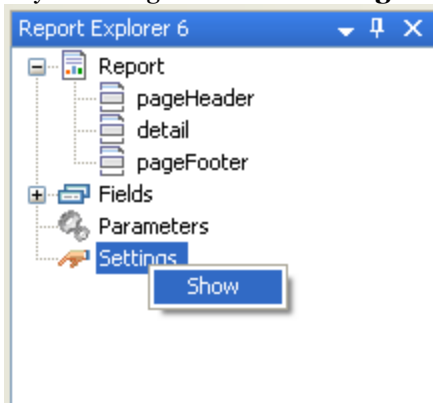 Report Explorer 6
Report
pageHeader
detail
pageFooter
Fields
Parameters
Settings
Show